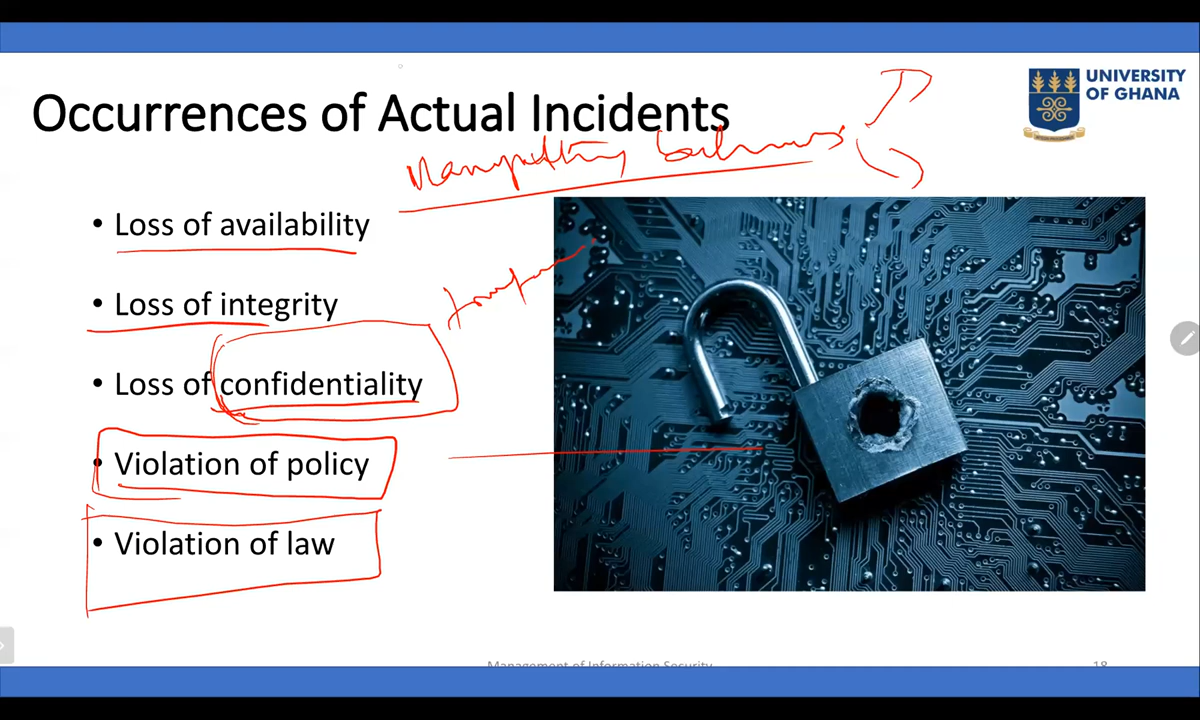 UNIVERSITY
OF GHANA
Occurrences of Actual Incidents
• Loss of availability
• Loss of integrity
• Loss of confidentiality
• Violation of policy
• Violation of law
Management of Information Security
18